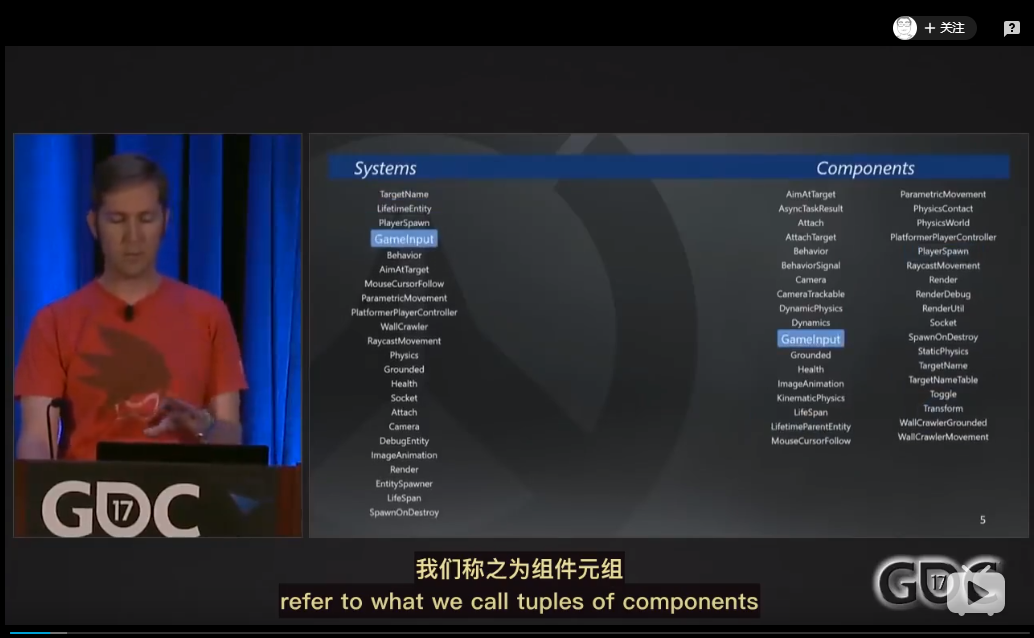 + 关注
?
Systems
TargetName
LifetimeEntity
PlayerSpawn
GameInput
Behavior
AimAtTarget
MouseCursorFollow
ParametricMovement
PlatformerPlayerController
WallCrawler
RaycastMovement
Physics
Grounded
Health
Socket
Attach
Camera
DebugEntity
ImageAnimation
Render
EntitySpawner
LifeSpan
SpawnOnDestroy
Components
AimAtTarget
AsyncTaskResult
Attach
AttachTarget
Behavior
BehaviorSignal
Camera
CameraTrackable
DynamicPhysics
Dynamics
GameInput
Grounded
Health
ImageAnimation
KinematicPhysics
LifeSpan
LifetimeParentEntity
MouseCursorFollow
ParametricMovement
PhysicsContact
PhysicsWorld
PlatformerPlayerController
PlayerSpawn
RaycastMovement
Render
RenderDebug
RenderUtil
Socket
SpawnOnDestroy
StaticPhysics
TargetName
TargetNameTable
Toggle
Transform
WallCrawlerGrounded
WallCrawlerMovement
5
GDC 17
我们称之为组件元组
refer to what we call tuples of components
GDC 17